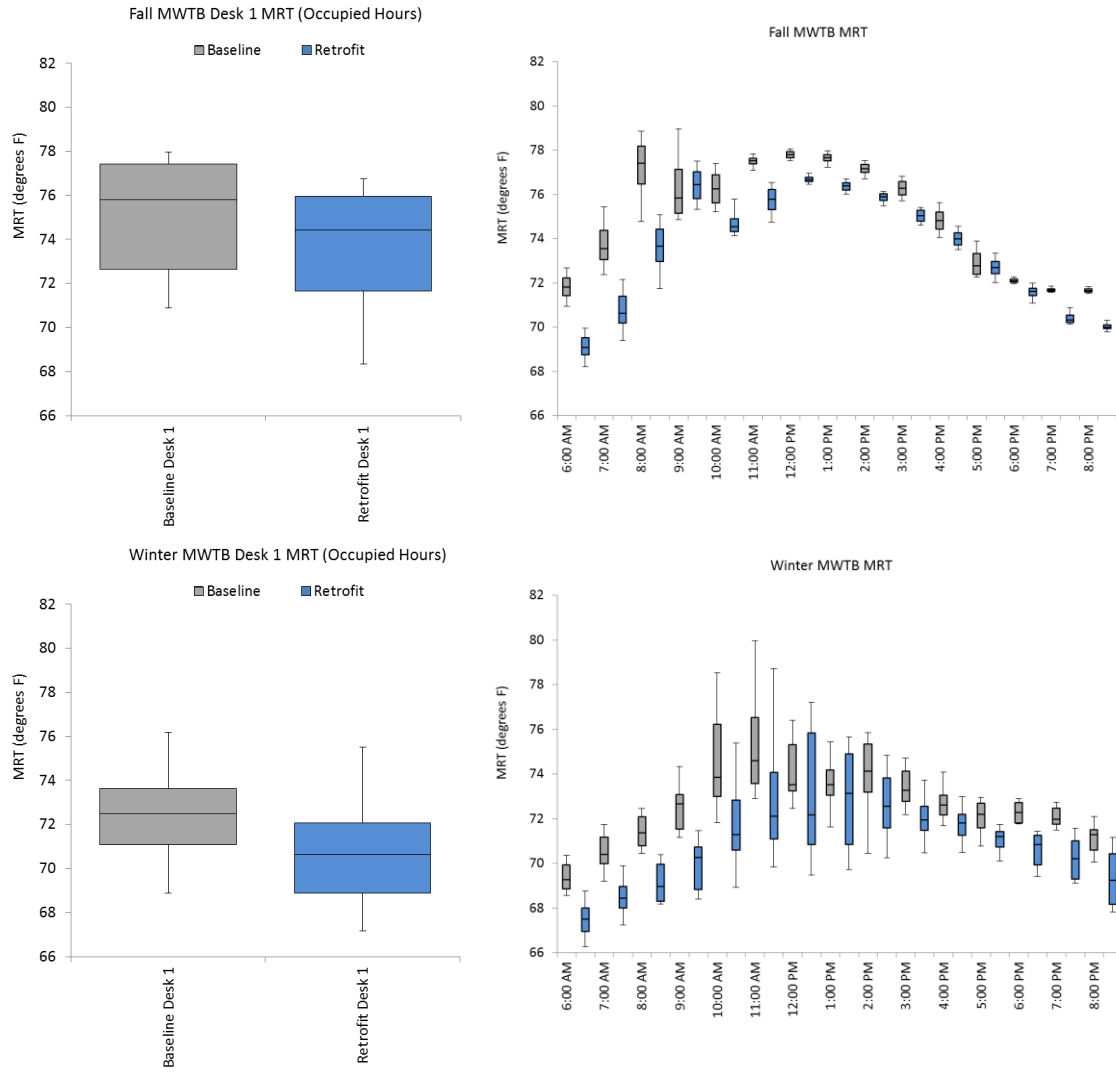 Fall MWTB Desk 1 MRT (Occupied Hours)
Baseline Retrofit
MRT (degrees F)
82
80
78
76
74
72
70
68
66
Baseline Desk 1
Retrofit Desk 1
Fall MWTB MRT
MRT (degrees F)
82
80
78
76
74
72
70
68
66
6:00 AM
7:00 AM
8:00 AM
9:00 AM
10:00 AM
11:00 AM
12:00 PM
1:00 PM
2:00 PM
3:00 PM
4:00 PM
5:00 PM
6:00 PM
7:00 PM
8:00 PM
Winter MWTB Desk 1 MRT (Occupied Hours)
Baseline Retrofit
MRT (degrees F)
82
80
78
76
74
72
70
68
66
Baseline Desk 1
Retrofit Desk 1
Winter MWTB MRT
MRT (degrees F)
82
80
78
76
74
72
70
68
66
6:00 AM
7:00 AM
8:00 AM
9:00 AM
10:00 AM
11:00 AM
12:00 PM
1:00 PM
2:00 PM
3:00 PM
4:00 PM
5:00 PM
6:00 PM
7:00 PM
8:00 PM